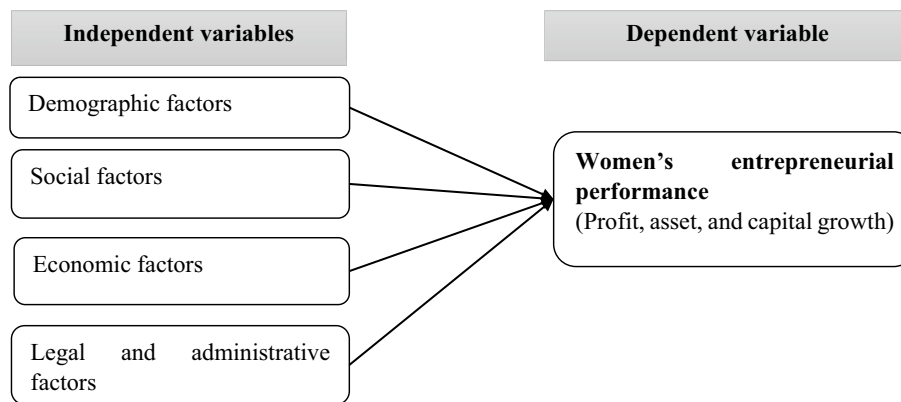 Independent variables
Dependent variable
Demographic factors
Social factors
Economic factors
Legal and administrative
factors
Women’s entrepreneurial
performance
(Profit, asset, and capital growth)